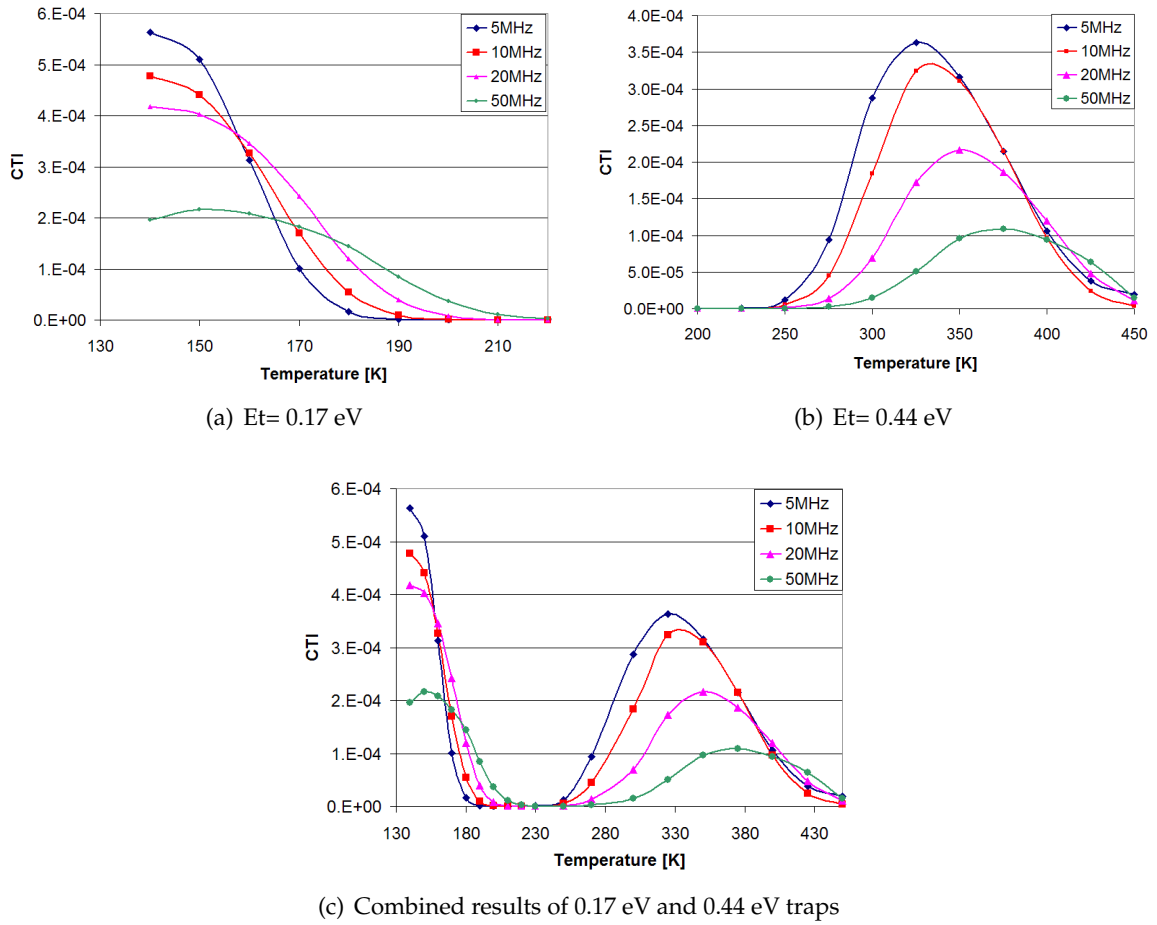 6.E-04
5.E-04
4.E-04
3.E-04
2.E-04
1.E-04
0.E+00
CTI
130 150 170 190 210
Temperature [K]
5MHz
10MHz
20MHz
50MHz
(a) Et= 0.17 eV
4.0E-04
3.5E-04
3.0E-04
2.5E-04
2.0E-04
1.5E-04
1.0E-04
5.0E-05
0.0E+00
CTI
200 250 300 350 400 450
Temperature [K]
5MHz
10MHz
20MHz
50MHz
(b) Et= 0.44 eV
6.E-04
5.E-04
4.E-04
3.E-04
2.E-04
1.E-04
0.E+00
CTI
130 180 230 280 330 380 430
Temperature [K]
5MHz
10MHz
20MHz
50MHz
(c) Combined results of 0.17 eV and 0.44 eV traps